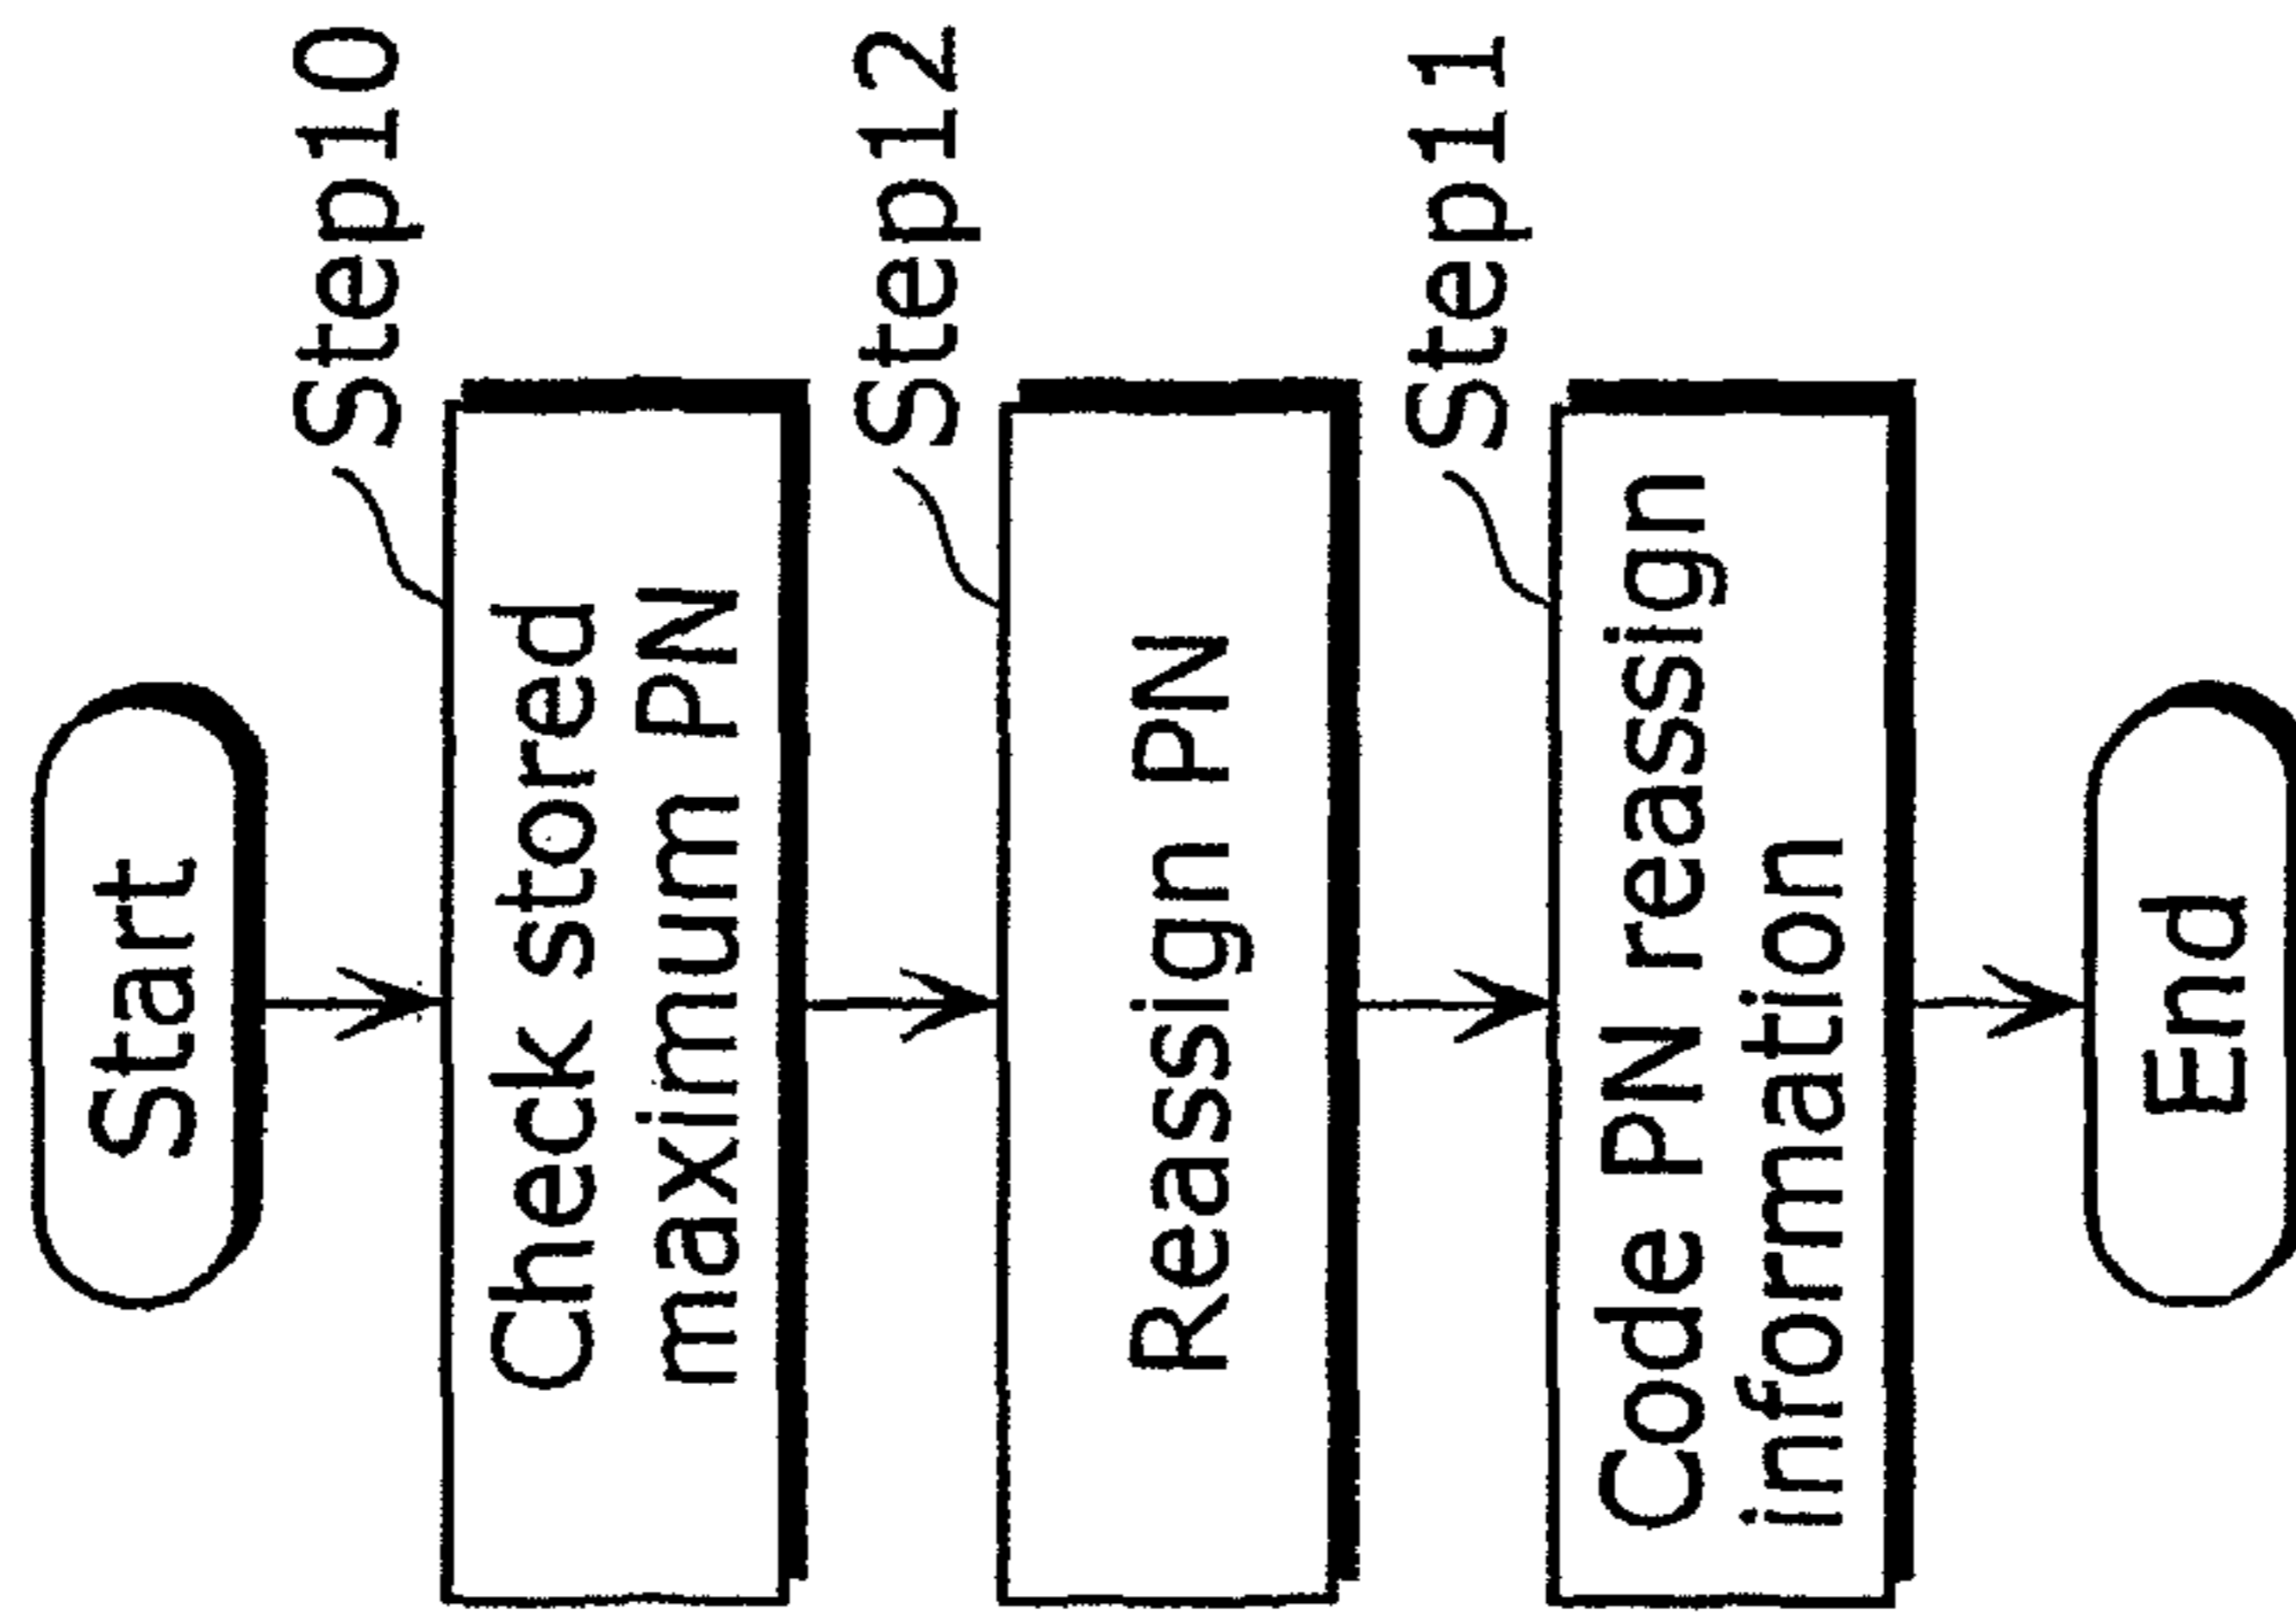 Start
Step10
Check stored
maximum PN
Step12
Reassign PN
Step11
Code PN reassign
information
End